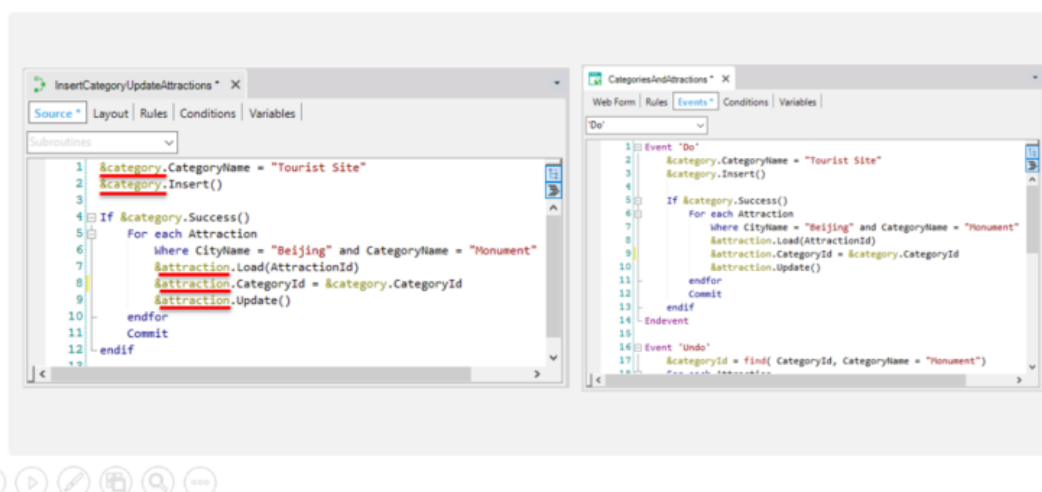 InsertCategoryUpdateAttractions * X
Source * Layout Rules Conditions Variables
Subroutines
1 &category.CategoryName = "Tourist Site"
2 &category.Insert()
3
4 If &category.Success()
5 For each Attraction
6 Where CityName = "Beijing" and CategoryName = "Monument"
7 &attraction.Load(AttractionId)
8 &attraction.CategoryId = &category.CategoryId
9 &attraction.Update()
10 endfor
11 Commit
12 endif
13
CategoriesAndAttractions * X
Web Form Rules Events * Conditions Variables
'Do'
1 Event 'Do'
2 &category.CategoryName = "Tourist Site"
3 &category.Insert()
4
5 If &category.Success()
6 For each Attraction
7 Where CityName = "Beijing" and CategoryName = "Monument"
8 &attraction.Load(AttractionId)
9 &attraction.CategoryId = &category.CategoryId
10 &attraction.Update()
11 endfor
12 Commit
13 endif
14 Endevent
15
16 Event 'Undo'
17 &categoryId = find( CategoryId, CategoryName = "Monument")
18 For each Attraction